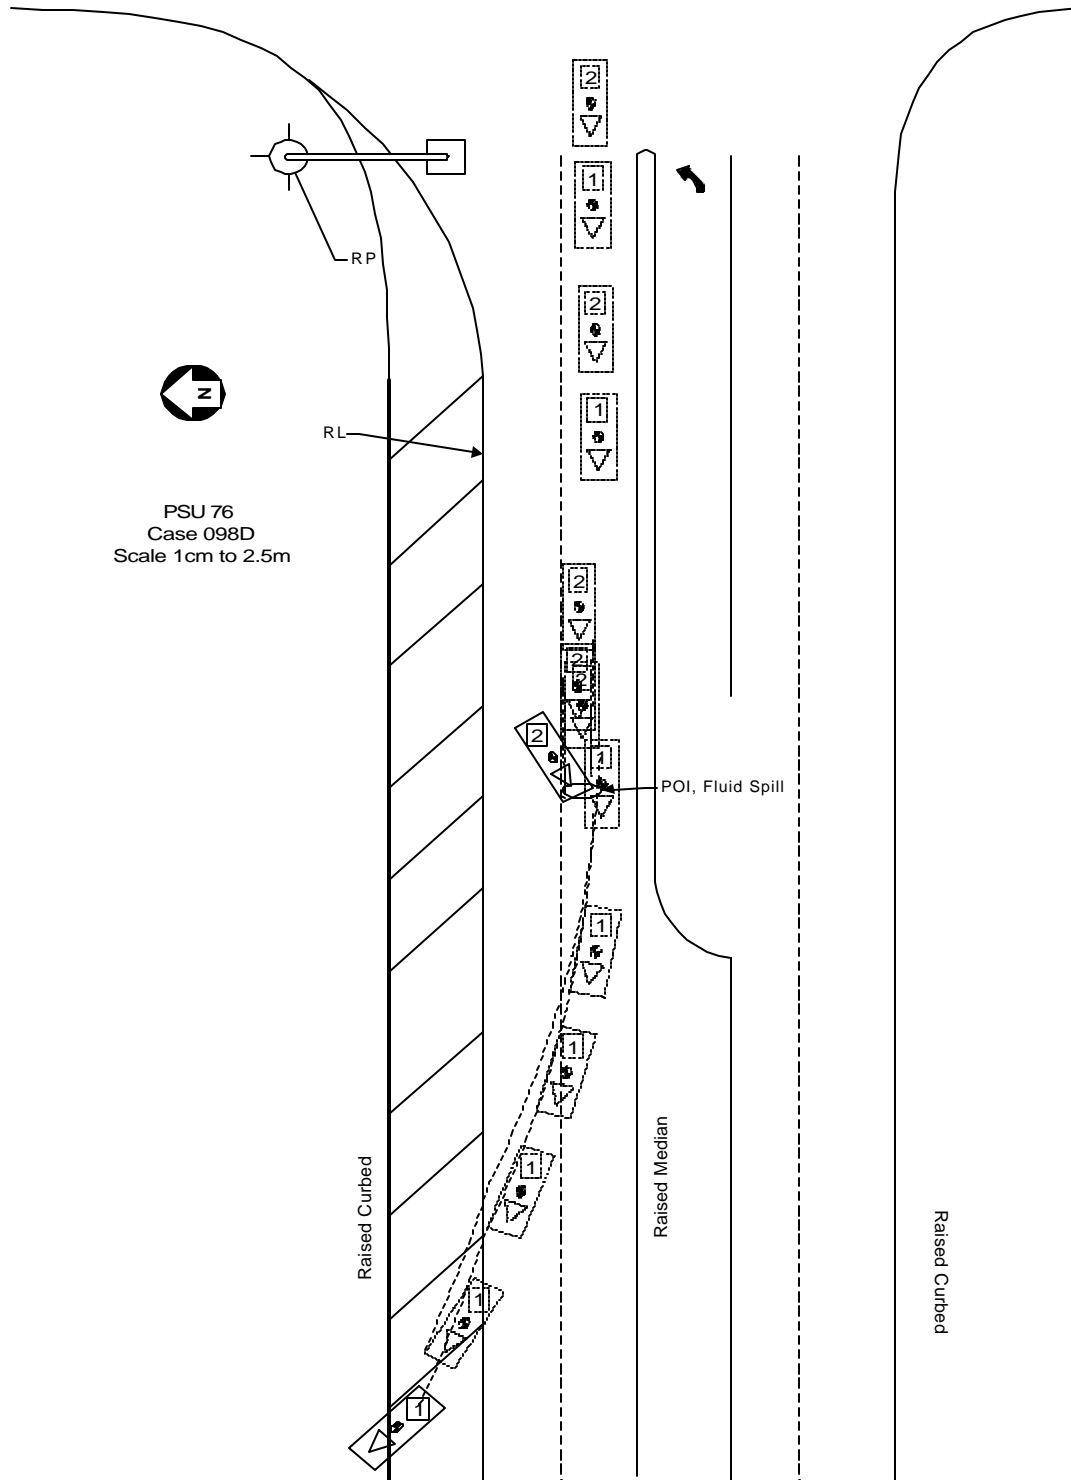 2
1
RP
2
N
1
RL
PSU 76
Case 098D
Scale 1cm to 2.5m
2
2
2
2
1
POI, Fluid Spill
1
1
Raised Median
1
Raised Curbed
Raised Curbed
1
1